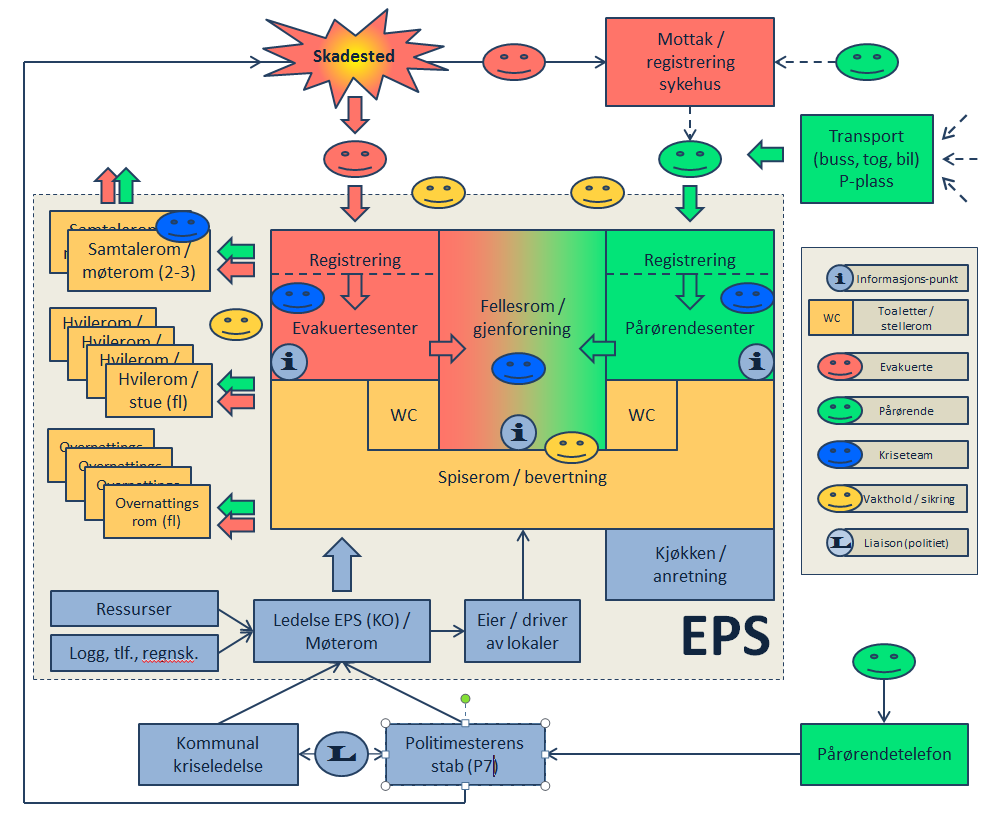 Skadested
Mottak /
registrering
sykehus
Transport
(buss, tog, bil)
P-plass
Samtalerom /
møterom (2-3)
Hvilerom /
Hvilerom /
Hvilerom /
Hvilerom /
stue (fl)
Overnattings
Overnattings
Overnattings
Overnattings
rom (fl)
Registrering
Evakuertesenter
i
Fellesrom /
gjenforening
i
Registrering
Pårørendesenter
i
WC
WC
Spiserom / bevertning
Kjøkken /
anretning
Ressurser
Logg, tlf., regnsk.
Ledelse EPS (KO) /
Møterom
Eier / driver
av lokaler
EPS
Kommunal
kriseledelse
L
Politimesterens
stab (P7)
Pårørendetelefon
i
Informasjons-punkt
WC
Toaletter /
stellerom
Evakuerte
Pårørende
Kriseteam
Vakthold / sikring
L
Liaison (politiet)